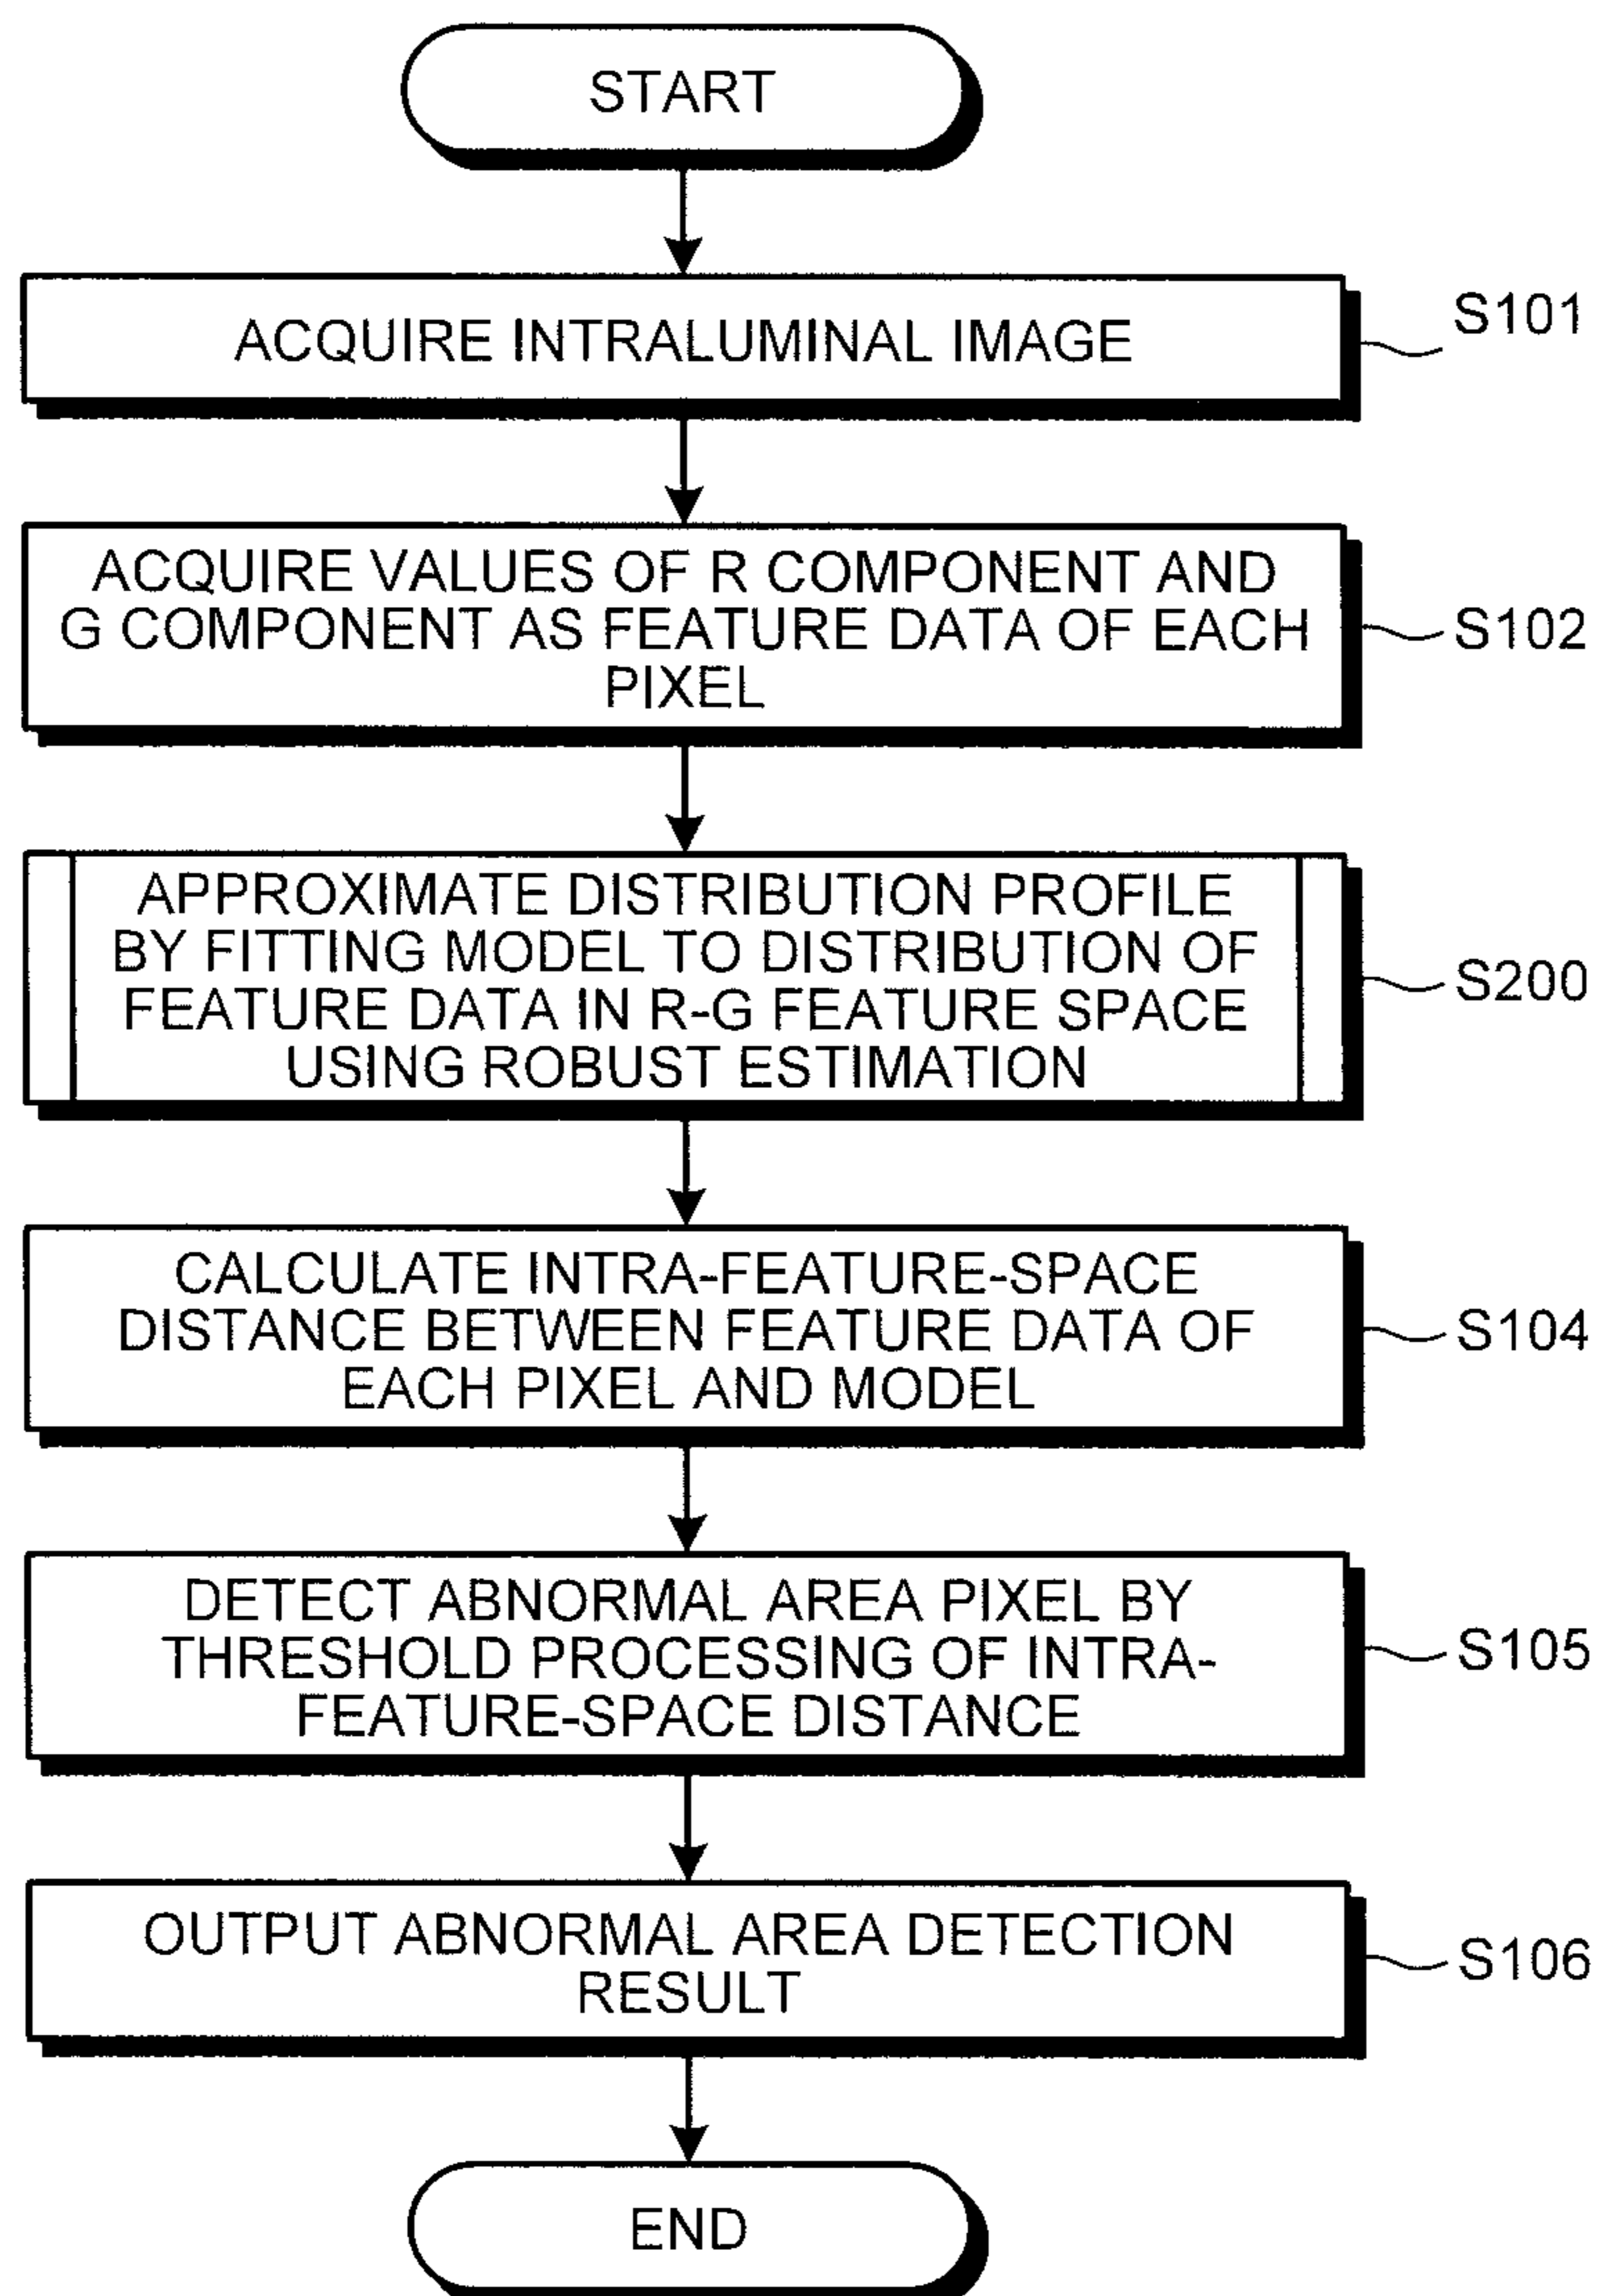 START
ACQUIRE INTRALUMINAL IMAGE
S101
ACQUIRE VALUES OF R COMPONENT AND
G COMPONENT AS FEATURE DATA OF EACH
PIXEL
S102
APPROXIMATE DISTRIBUTION PROFILE
BY FITTING MODEL TO DISTRIBUTION OF
FEATURE DATA IN R-G FEATURE SPACE
USING ROBUST ESTIMATION
S200
CALCULATE INTRA-FEATURE-SPACE
DISTANCE BETWEEN FEATURE DATA OF
EACH PIXEL AND MODEL
S104
DETECT ABNORMAL AREA PIXEL BY
THRESHOLD PROCESSING OF INTRA-
FEATURE-SPACE DISTANCE
S105
OUTPUT ABNORMAL AREA DETECTION
RESULT
S106
END